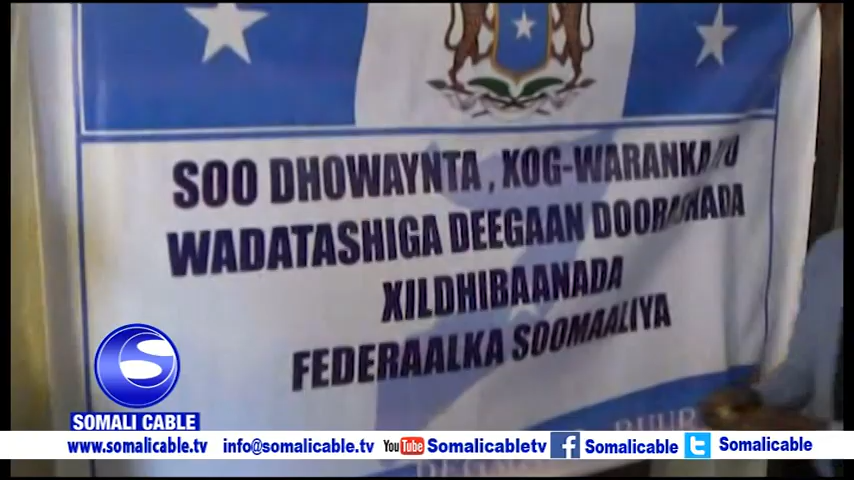 SOO DHOWAYNTA , XOG-WARANKA IYO
WADATASHIGA DEEGAAN DOORASHADA
XILDHIBAANADA
FEDERAALKA SOOMAALIYA
SOMALI CABLE
www.somalicable.tv info@somalicable.tv YouTube Somalicabletv f Somalicable t Somalicable